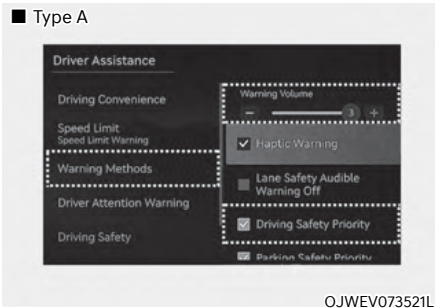 ■ Type A
Driver Assistance
Driving Convenience
Speed Limit
Speed Limit Warning
Warning Methods
Driver Attention Warning
Driving Safety
Warning Volume
− 3 +
Haptic Warning
Lane Safety Audible
Warning Off
Driving Safety Priority
Parking Safety Priority
OJWEV073521L